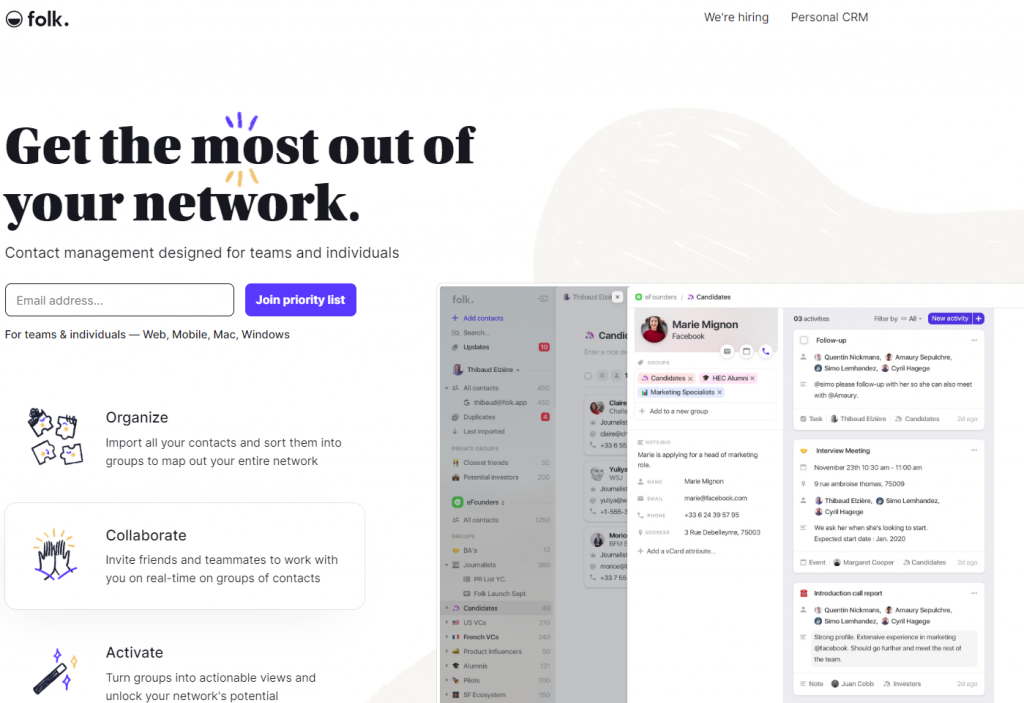 folk.
We're hiring
Personal CRM
Get the most out of
your network.
Contact management designed for teams and individuals
Email address...
Join priority list
For teams & individuals — Web, Mobile, Mac, Windows
Organize
Import all your contacts and sort them into
groups to map out your entire network
Collaborate
Invite friends and teammates to work with
you on real-time on groups of contacts
Activate
Turn groups into actionable views and
unlock your network's potential
folk.
Add contacts
Search...
Updates 10
Thibaud Elzière
All contacts 450
thibaud@folk.app 450
Duplicates 4
Last imported
PRIVATE GROUPS
Closest friends 30
Potential Investors 200
eFounders
All contacts 1250
GROUPS
BA's 12
Journalists 380
PR List YC.
Folk Launch Sept.
Candidates 40
US VCs 210
French VCs 240
Product influencers 50
Alumnis 131
Pilots 700
SF Ecosystem 150
Thibaud Elziè
Candi
Enter a nice de
Claire
Journalist
claire@ch
+33 6 55
Yuliya
WSJ
Journalist
yuliya@w
+1-555-3
Morice
BFM B
Journalist
morice@l
+33 7 55
eFounders / Candidates
Marie Mignon
Facebook
GROUPS
Candidates
HEC Alumni
Marketing Specialists
Add to a new group
NOTE/BIO
Marie is applying for a head of marketing
role.
NAME Marie Mignon
EMAIL marie@facebook.com
PHONE +33 6 24 39 57 95
ADDRESS 3 Rue Debelleyme, 75003
Add a vCard attribute...
03 activities
Filter by All
New activity +
Follow-up
Quentin Nickmans, Amaury Sepulchre,
Simo Lemhandez, Cyril Hagege
@simo please follow-up with her so she can also meet
with @Amaury.
Task Thibaud Elzière Candidates 2d ago
Interview Meeting
November 23th 10:30 am - 11:00 am
9 rue ambroise thomas, 75009
Thibaud Elzière, Simo Lemhandez,
Cyril Hagege
We ask her when she's looking to start.
Expected start date : Jan. 2020
Event Margaret Cooper Candidates 2d ago
Introduction call report
Quentin Nickmans, Amaury Sepulchre,
Simo Lemhandez, Cyril Hagege
Strong profile. Extensive experience in marketing
@facebook. Should go further and meet the rest of
the team.
Note Juan Cobb Investors 2d ago